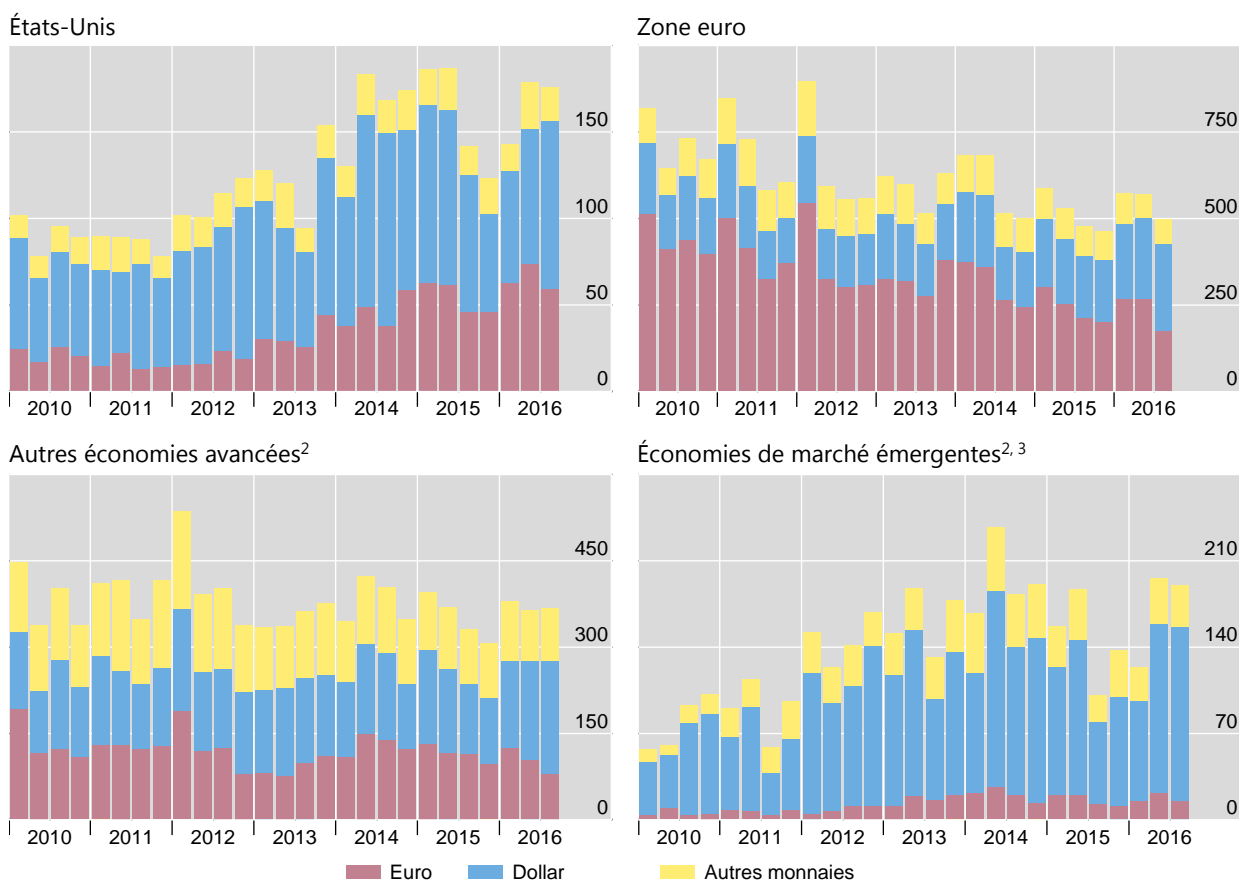 États-Unis
150
100
50
0
2010 2011 2012 2013 2014 2015 2016
Zone euro
750
500
250
0
2010 2011 2012 2013 2014 2015 2016
Autres économies avancées²
450
300
150
0
2010 2011 2012 2013 2014 2015 2016
Économies de marché émergentes²˒ ³
210
140
70
0
2010 2011 2012 2013 2014 2015 2016
Euro Dollar Autres monnaies